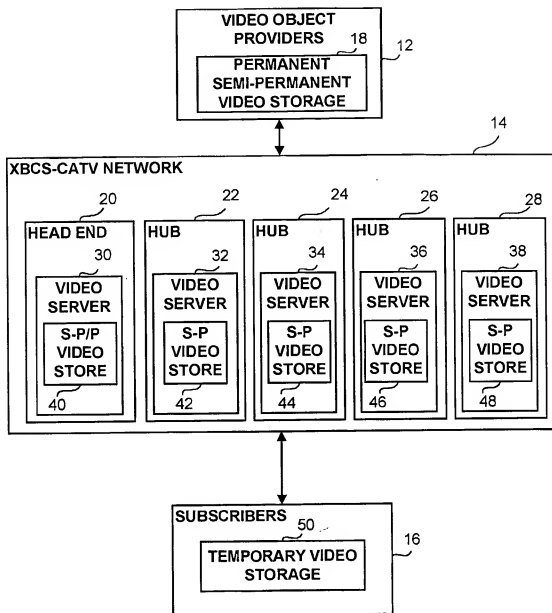 VIDEO OBJECT
PROVIDERS
18
12
PERMANENT
SEMI-PERMANENT
VIDEO STORAGE
14
XBCS-CATV NETWORK
20
22
24
26
28
HEAD END
HUB
HUB
HUB
HUB
30
32
34
36
38
VIDEO
SERVER
VIDEO
SERVER
VIDEO
SERVER
VIDEO
SERVER
VIDEO
SERVER
S-P/P
VIDEO
STORE
S-P
VIDEO
STORE
S-P
VIDEO
STORE
S-P
VIDEO
STORE
S-P
VIDEO
STORE
40
42
44
46
48
SUBSCRIBERS
50
16
TEMPORARY VIDEO
STORAGE